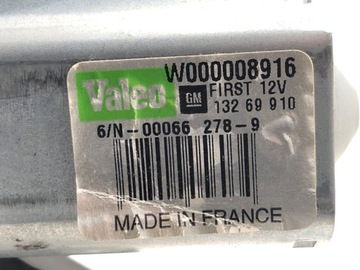 W000008916
Valeo GM FIRST 12V
132 69 910
6/N-00066 278-9
MADE IN FRANCE